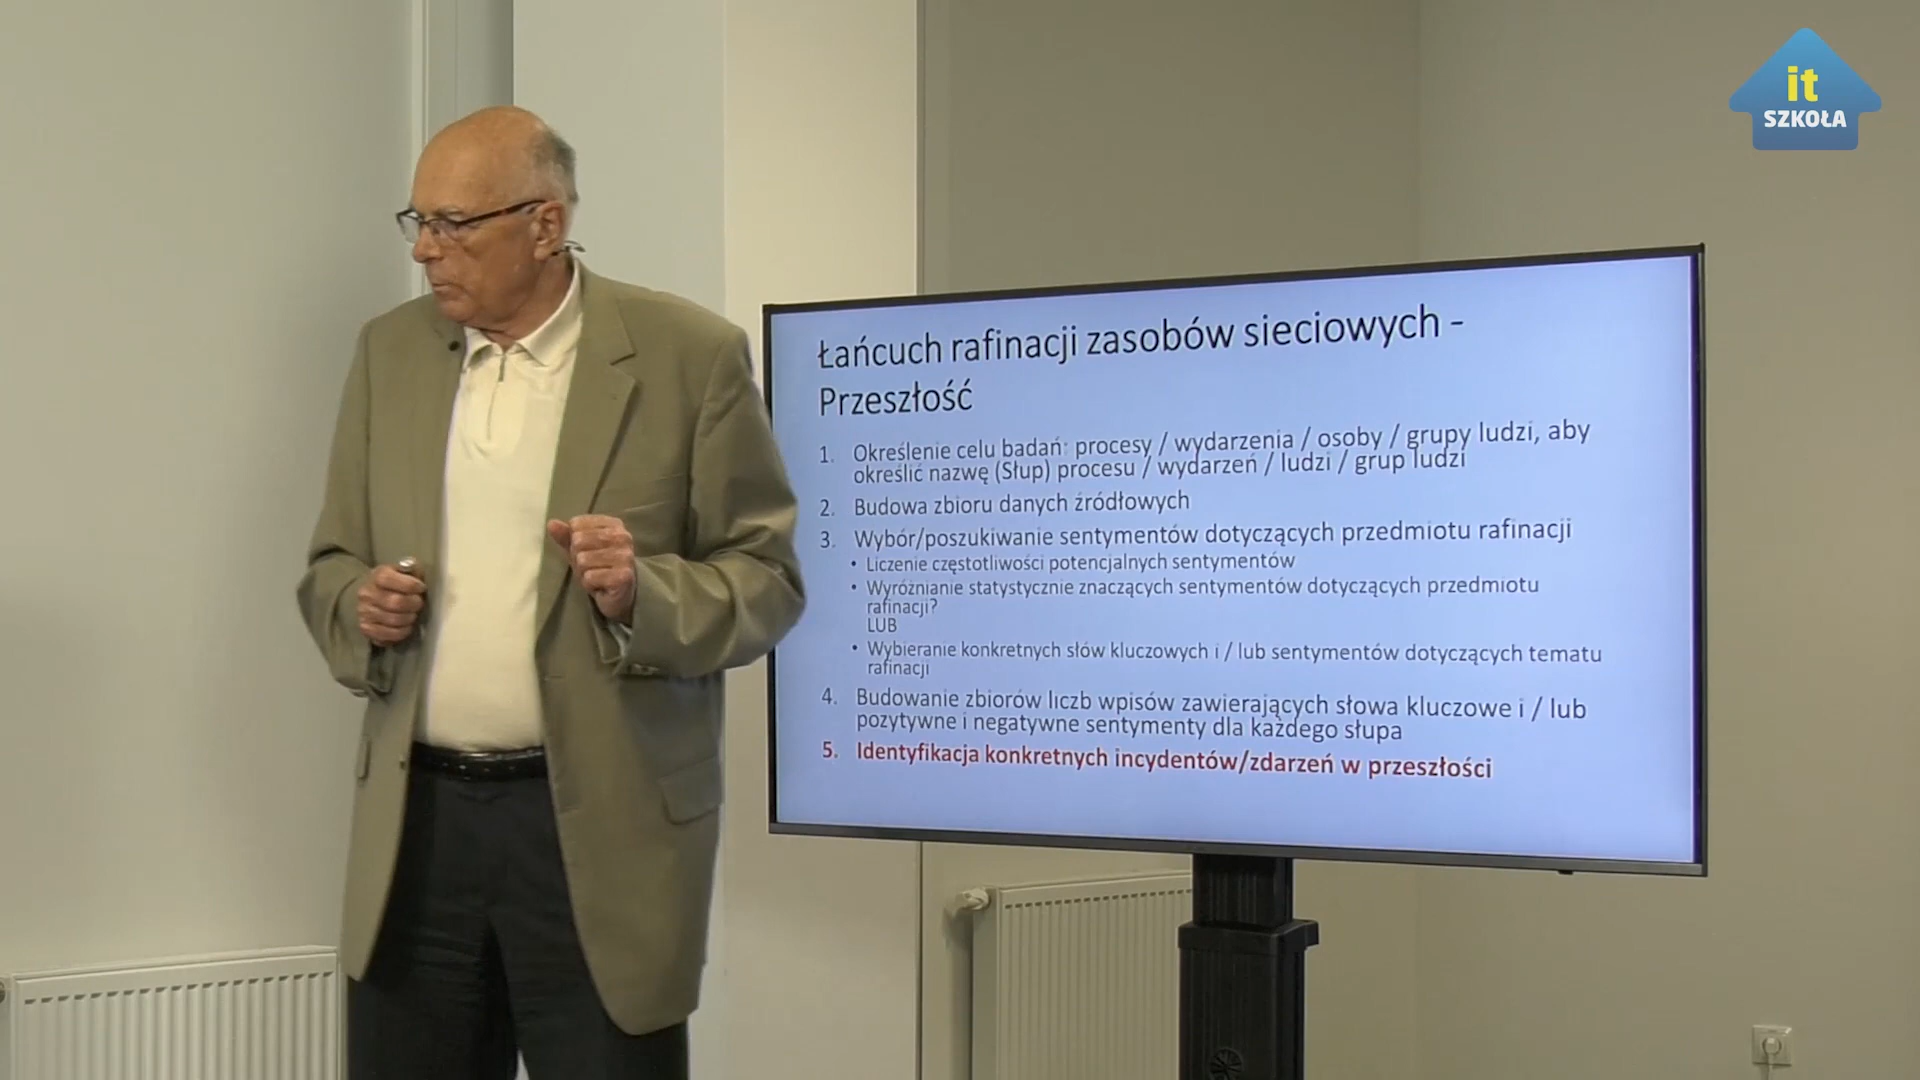 it
SZKOŁA
Łańcuch rafinacji zasobów sieciowych -
Przeszłość
1. Określenie celu badań: procesy / wydarzenia / osoby / grupy ludzi, aby
określić nazwę (Słup) procesu / wydarzeń / ludzi / grup ludzi
2. Budowa zbioru danych źródłowych
3. Wybór/poszukiwanie sentymentów dotyczących przedmiotu rafinacji
• Liczenie częstotliwości potencjalnych sentymentów
• Wyróżnianie statystycznie znaczących sentymentów dotyczących przedmiotu
rafinacji?
LUB
• Wybieranie konkretnych słów kluczowych i / lub sentymentów dotyczących tematu
rafinacji
4. Budowanie zbiorów liczb wpisów zawierających słowa kluczowe i / lub
pozytywne i negatywne sentymenty dla każdego słupa
5. Identyfikacja konkretnych incydentów/zdarzeń w przeszłości